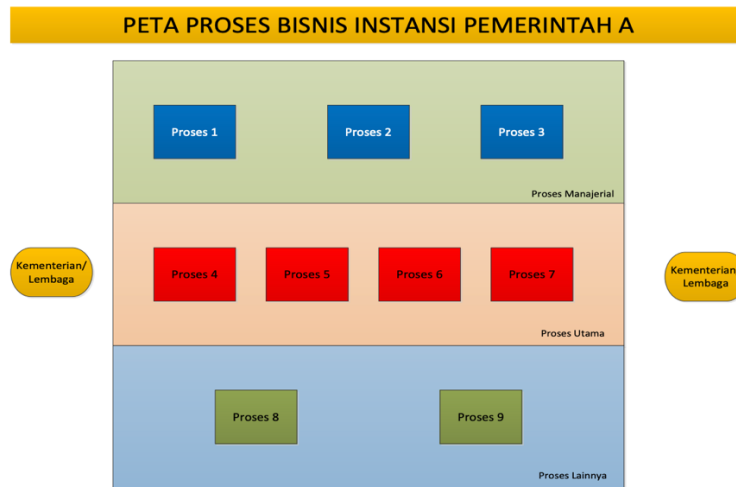 PETA PROSES BISNIS INSTANSI PEMERINTAH A
Proses 1
Proses 2
Proses 3
Proses Manajerial
Kementerian/
Lembaga
Proses 4
Proses 5
Proses 6
Proses 7
Kementerian
Lembaga
Proses Utama
Proses 8
Proses 9
Proses Lainnya